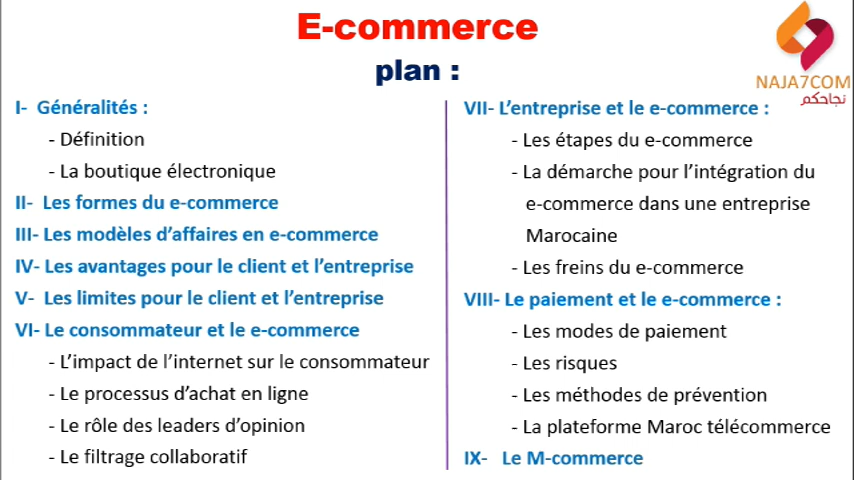 E-commerce
plan :
NAJA7COM
نجاحكم
I- Généralités :
- Définition
- La boutique électronique
II- Les formes du e-commerce
III- Les modèles d'affaires en e-commerce
IV- Les avantages pour le client et l'entreprise
V- Les limites pour le client et l'entreprise
VI- Le consommateur et le e-commerce
- L'impact de l'internet sur le consommateur
- Le processus d'achat en ligne
- Le rôle des leaders d'opinion
- Le filtrage collaboratif
VII- L'entreprise et le e-commerce :
- Les étapes du e-commerce
- La démarche pour l'intégration du
e-commerce dans une entreprise
Marocaine
- Les freins du e-commerce
VIII- Le paiement et le e-commerce :
- Les modes de paiement
- Les risques
- Les méthodes de prévention
- La plateforme Maroc télécommerce
IX- Le M-commerce